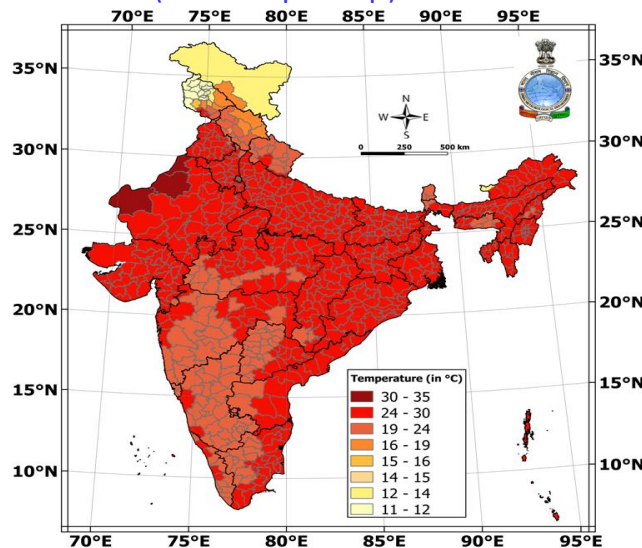 70°E 75°E 80°E 85°E 90°E 95°E
35°N 35°N
30°N 30°N
25°N 25°N
20°N 20°N
15°N 15°N
10°N 10°N
N
W E
S
0 250 500 km
Temperature (in °C)
30 - 35
24 - 30
19 - 24
16 - 19
15 - 16
14 - 15
12 - 14
11 - 12
70°E 75°E 80°E 85°E 90°E 95°E